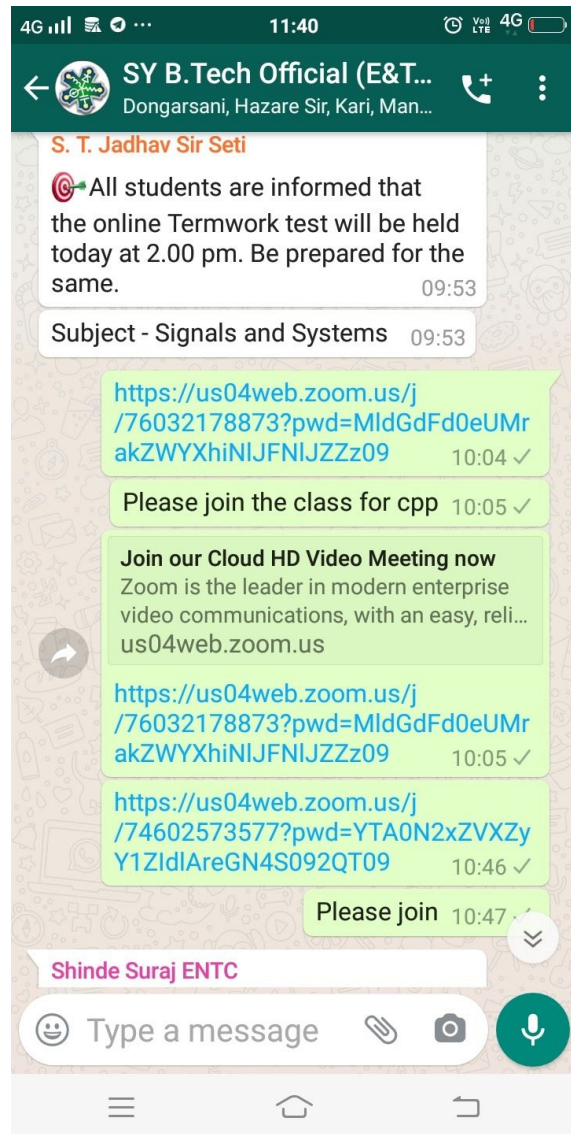 4G 11:40 Vo)) LTE 4G
SY B.Tech Official (E&T...
Dongarsani, Hazare Sir, Kari, Man...
S. T. Jadhav Sir Seti
All students are informed that
the online Termwork test will be held
today at 2.00 pm. Be prepared for the
same. 09:53
Subject - Signals and Systems 09:53
https://us04web.zoom.us/j
/76032178873?pwd=MldGdFd0eUMr
akZWYXhiNlJFNlJZZz09 10:04
Please join the class for cpp 10:05
Join our Cloud HD Video Meeting now
Zoom is the leader in modern enterprise
video communications, with an easy, reli...
us04web.zoom.us
https://us04web.zoom.us/j
/76032178873?pwd=MldGdFd0eUMr
akZWYXhiNlJFNlJZZz09 10:05
https://us04web.zoom.us/j
/74602573577?pwd=YTA0N2xZVXZy
Y1ZIdlAreGN4S092QT09 10:46
Please join 10:47
Shinde Suraj ENTC
Type a message